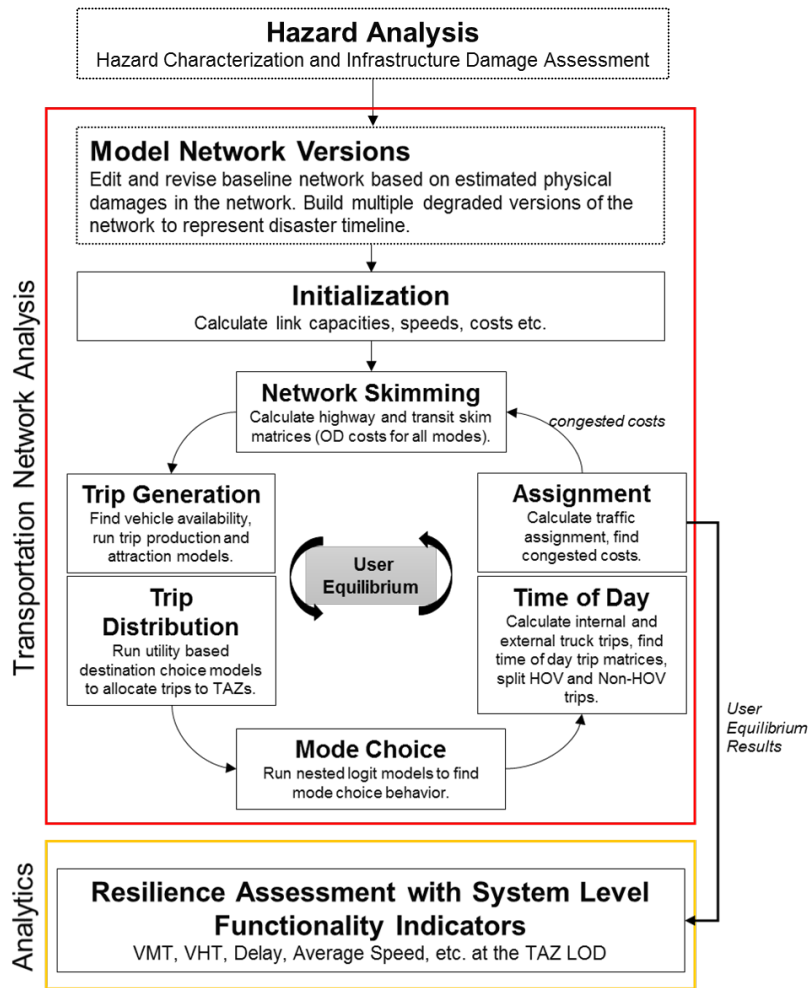 Hazard Analysis
Hazard Characterization and Infrastructure Damage Assessment
Transportation Network Analysis
Model Network Versions
Edit and revise baseline network based on estimated physical
damages in the network. Build multiple degraded versions of the
network to represent disaster timeline.
Initialization
Calculate link capacities, speeds, costs etc.
Network Skimming
Calculate highway and transit skim
matrices (OD costs for all modes).
congested costs
Trip Generation
Find vehicle availability,
run trip production and
attraction models.
Trip
Distribution
Run utility based
destination choice models
to allocate trips to TAZs.
User
Equilibrium
Assignment
Calculate traffic
assignment, find
congested costs.
Time of Day
Calculate internal and
external truck trips, find
time of day trip matrices,
split HOV and Non-HOV
trips.
Mode Choice
Run nested logit models to find
mode choice behavior.
User
Equilibrium
Results
Analytics
Resilience Assessment with System Level
Functionality Indicators
VMT, VHT, Delay, Average Speed, etc. at the TAZ LOD